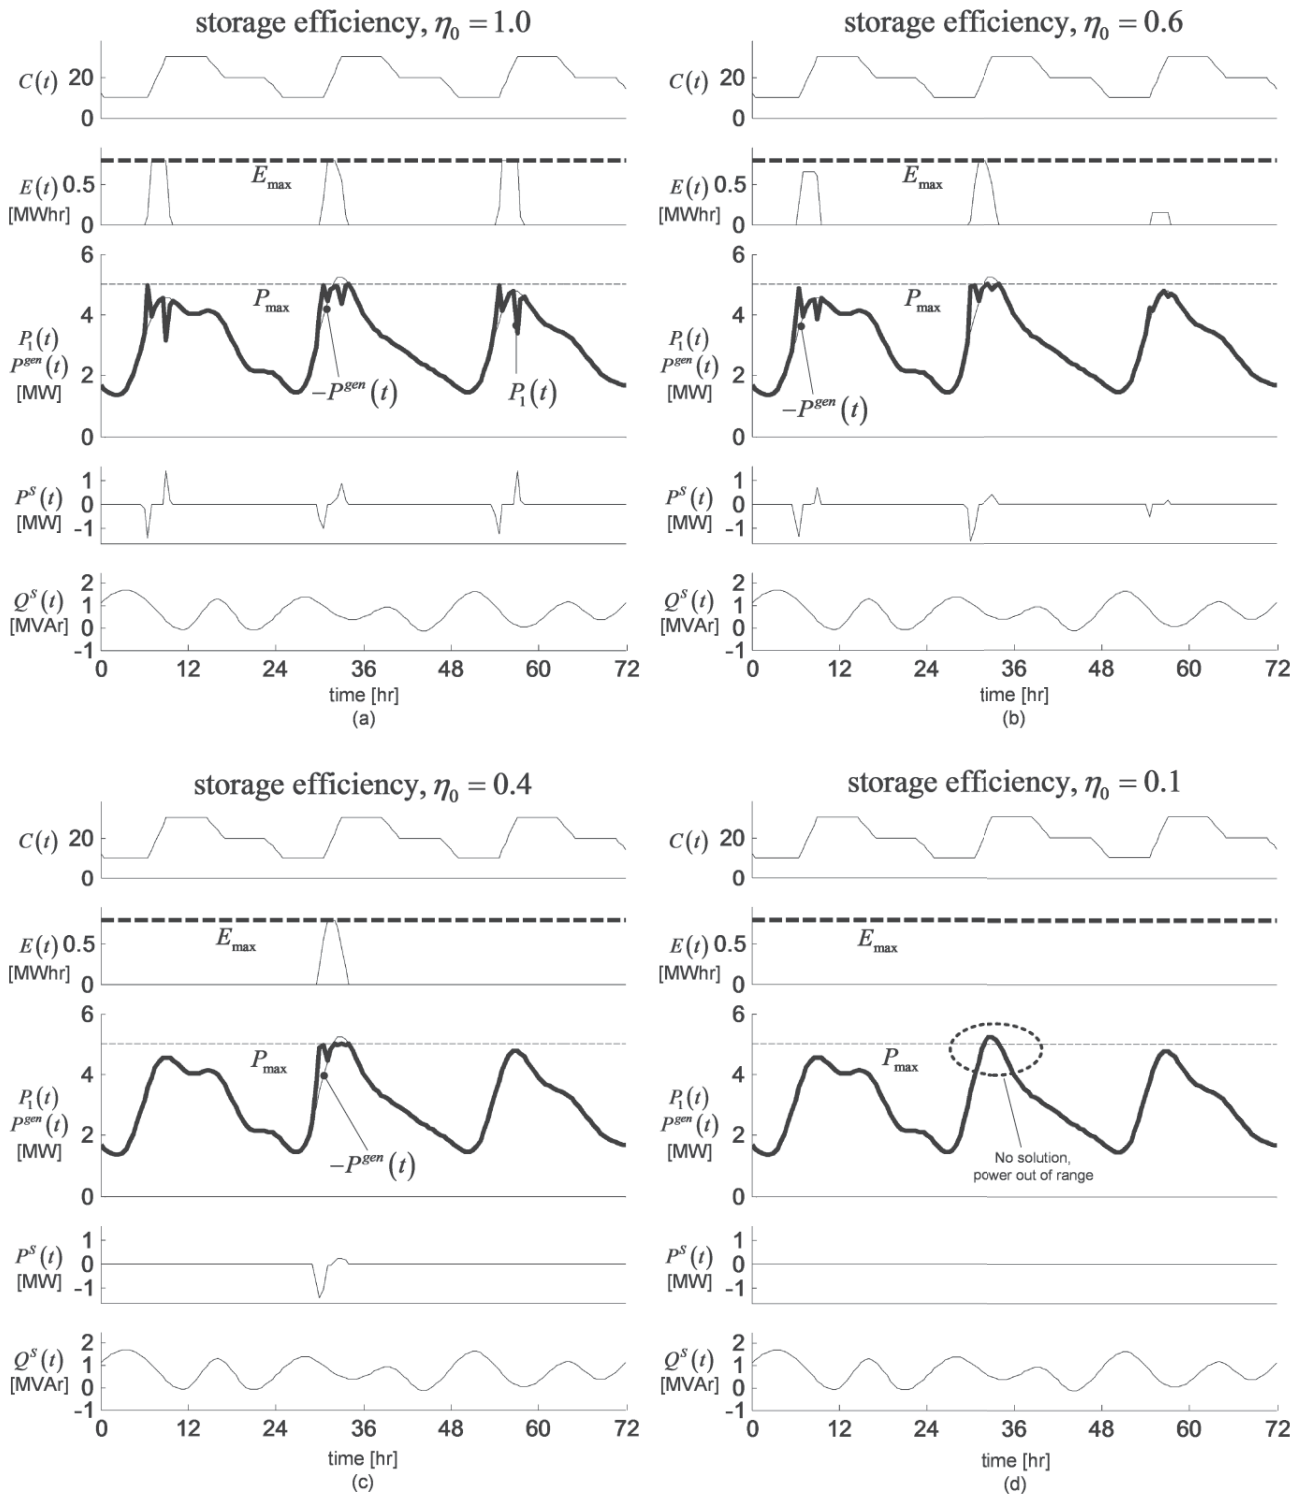 storage efficiency, η₀ = 1.0
C(t)
20
0
E(t)
[MWhr]
0.5
0
E_max
6
4
2
0
P₁(t)
P^gen(t)
[MW]
P_max
−P^gen(t)
P₁(t)
P^S(t)
[MW]
1
0
-1
Q^S(t)
[MVAr]
2
1
0
-1
0 12 24 36 48 60 72
time [hr]
(a)
storage efficiency, η₀ = 0.6
C(t)
20
0
E(t)
[MWhr]
0.5
0
E_max
6
4
2
0
P₁(t)
P^gen(t)
[MW]
P_max
−P^gen(t)
P^S(t)
[MW]
1
0
-1
Q^S(t)
[MVAr]
2
1
0
-1
0 12 24 36 48 60 72
time [hr]
(b)
storage efficiency, η₀ = 0.4
C(t)
20
0
E(t)
[MWhr]
0.5
0
E_max
6
4
2
0
P₁(t)
P^gen(t)
[MW]
P_max
−P^gen(t)
P^S(t)
[MW]
1
0
-1
Q^S(t)
[MVAr]
2
1
0
-1
0 12 24 36 48 60 72
time [hr]
(c)
storage efficiency, η₀ = 0.1
C(t)
20
0
E(t)
[MWhr]
0.5
0
E_max
6
4
2
0
P₁(t)
P^gen(t)
[MW]
P_max
No solution,
power out of range
P^S(t)
[MW]
1
0
-1
Q^S(t)
[MVAr]
2
1
0
-1
0 12 24 36 48 60 72
time [hr]
(d)